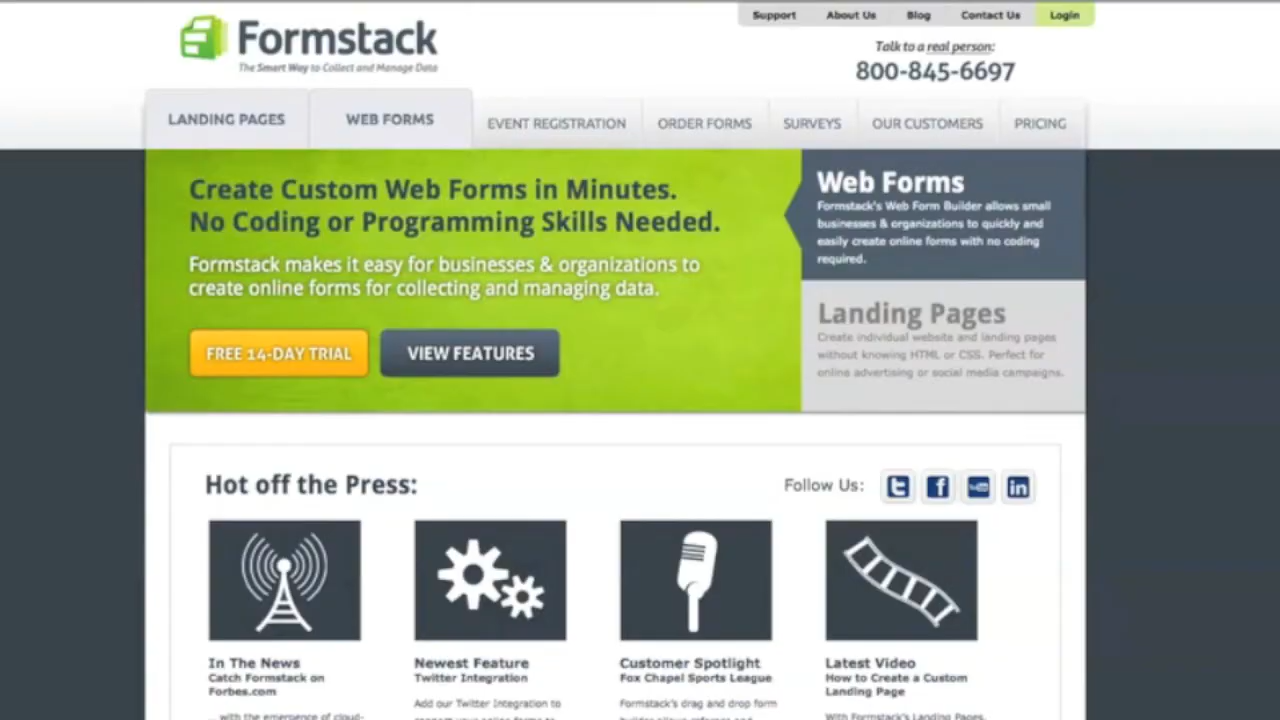 Support About Us Blog Contact Us Login
Formstack
The Smart Way to Collect and Manage Data
Talk to a real person:
800-845-6697
LANDING PAGES WEB FORMS EVENT REGISTRATION ORDER FORMS SURVEYS OUR CUSTOMERS PRICING
Create Custom Web Forms in Minutes.
No Coding or Programming Skills Needed.
Formstack makes it easy for businesses & organizations to
create online forms for collecting and managing data.
FREE 14-DAY TRIAL VIEW FEATURES
Web Forms
Formstack's Web Form Builder allows small
businesses & organizations to quickly and
easily create online forms with no coding
required.
Landing Pages
Create individual website and landing pages
without knowing HTML or CSS. Perfect for
online advertising or social media campaigns.
Hot off the Press:
Follow Us:
In The News
Catch Formstack on
Forbes.com
... with the emergence of cloud-
Newest Feature
Twitter Integration
Add our Twitter Integration to
Customer Spotlight
Fox Chapel Sports League
Formstack's drag and drop form
Latest Video
How to Create a Custom
Landing Page
With Formstack's Landing Pages,